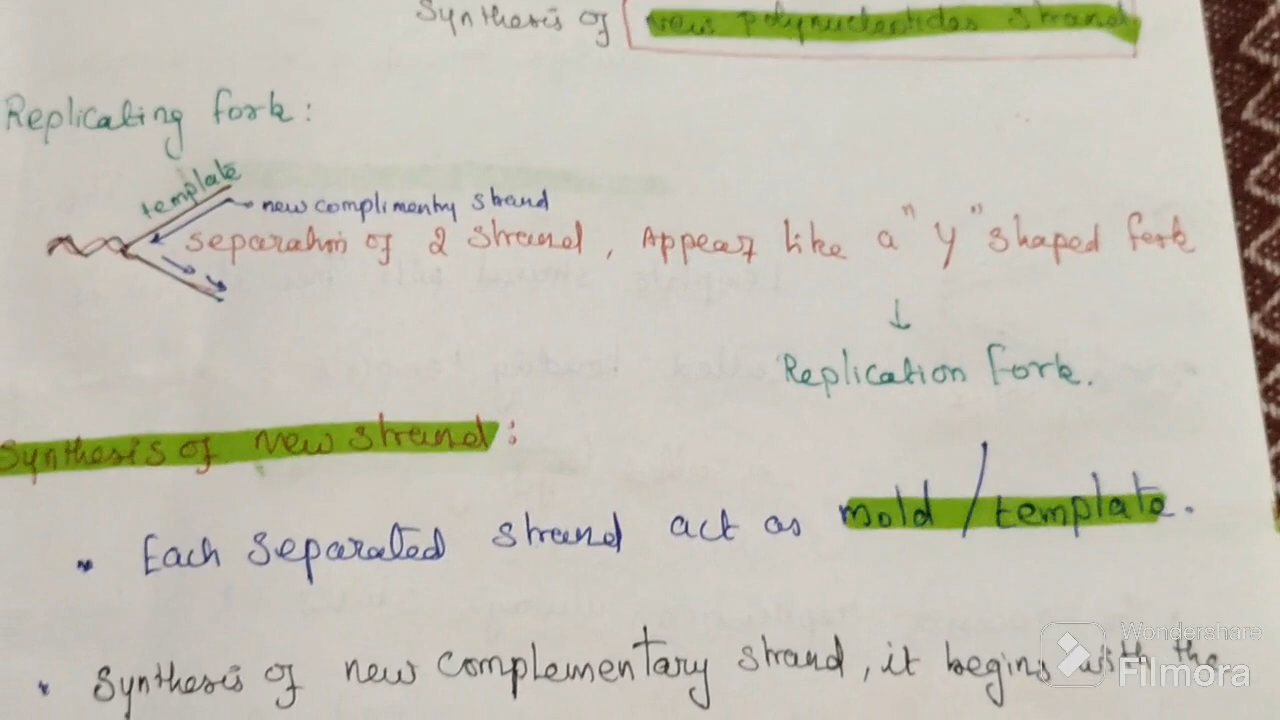 Synthesis of new polynucleotides strand
Replicating fork:
template
new complimentry strand
separation of 2 strand, Appear like a "y" shaped fork
↓
Replication fork.
Synthesis of new strand:
• Each separated strand act as mold/template.
• Synthesis of new complementary strand, it begins with the
Wondershare
Filmora